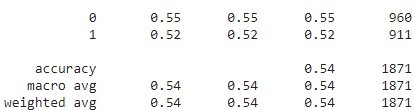 0 0.55 0.55 0.55 960
1 0.52 0.52 0.52 911
accuracy 0.54 1871
macro avg 0.54 0.54 0.54 1871
weighted avg 0.54 0.54 0.54 1871